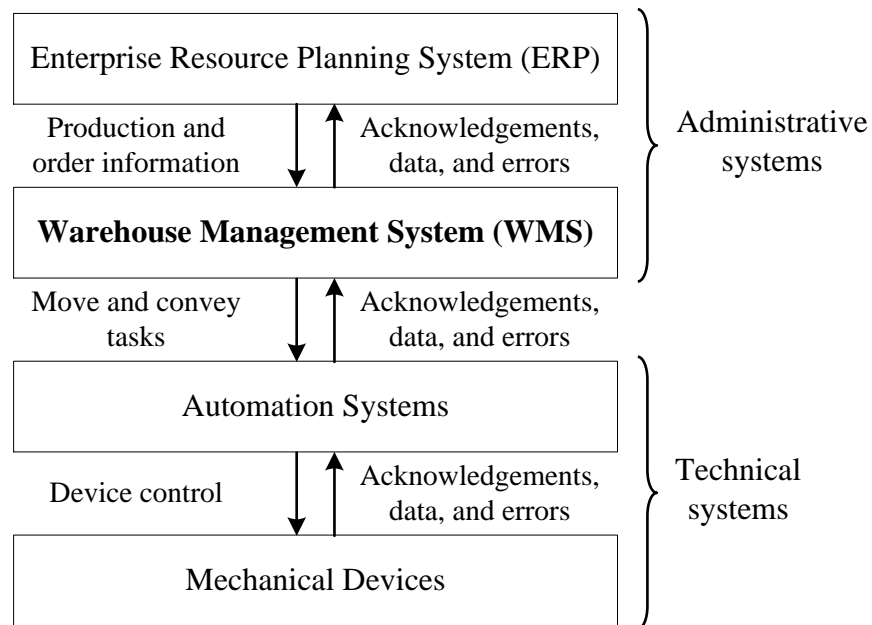 Enterprise Resource Planning System (ERP)
Production and
order information
Acknowledgements,
data, and errors
Administrative
systems
Warehouse Management System (WMS)
Move and convey
tasks
Acknowledgements,
data, and errors
Automation Systems
Device control
Acknowledgements,
data, and errors
Technical
systems
Mechanical Devices